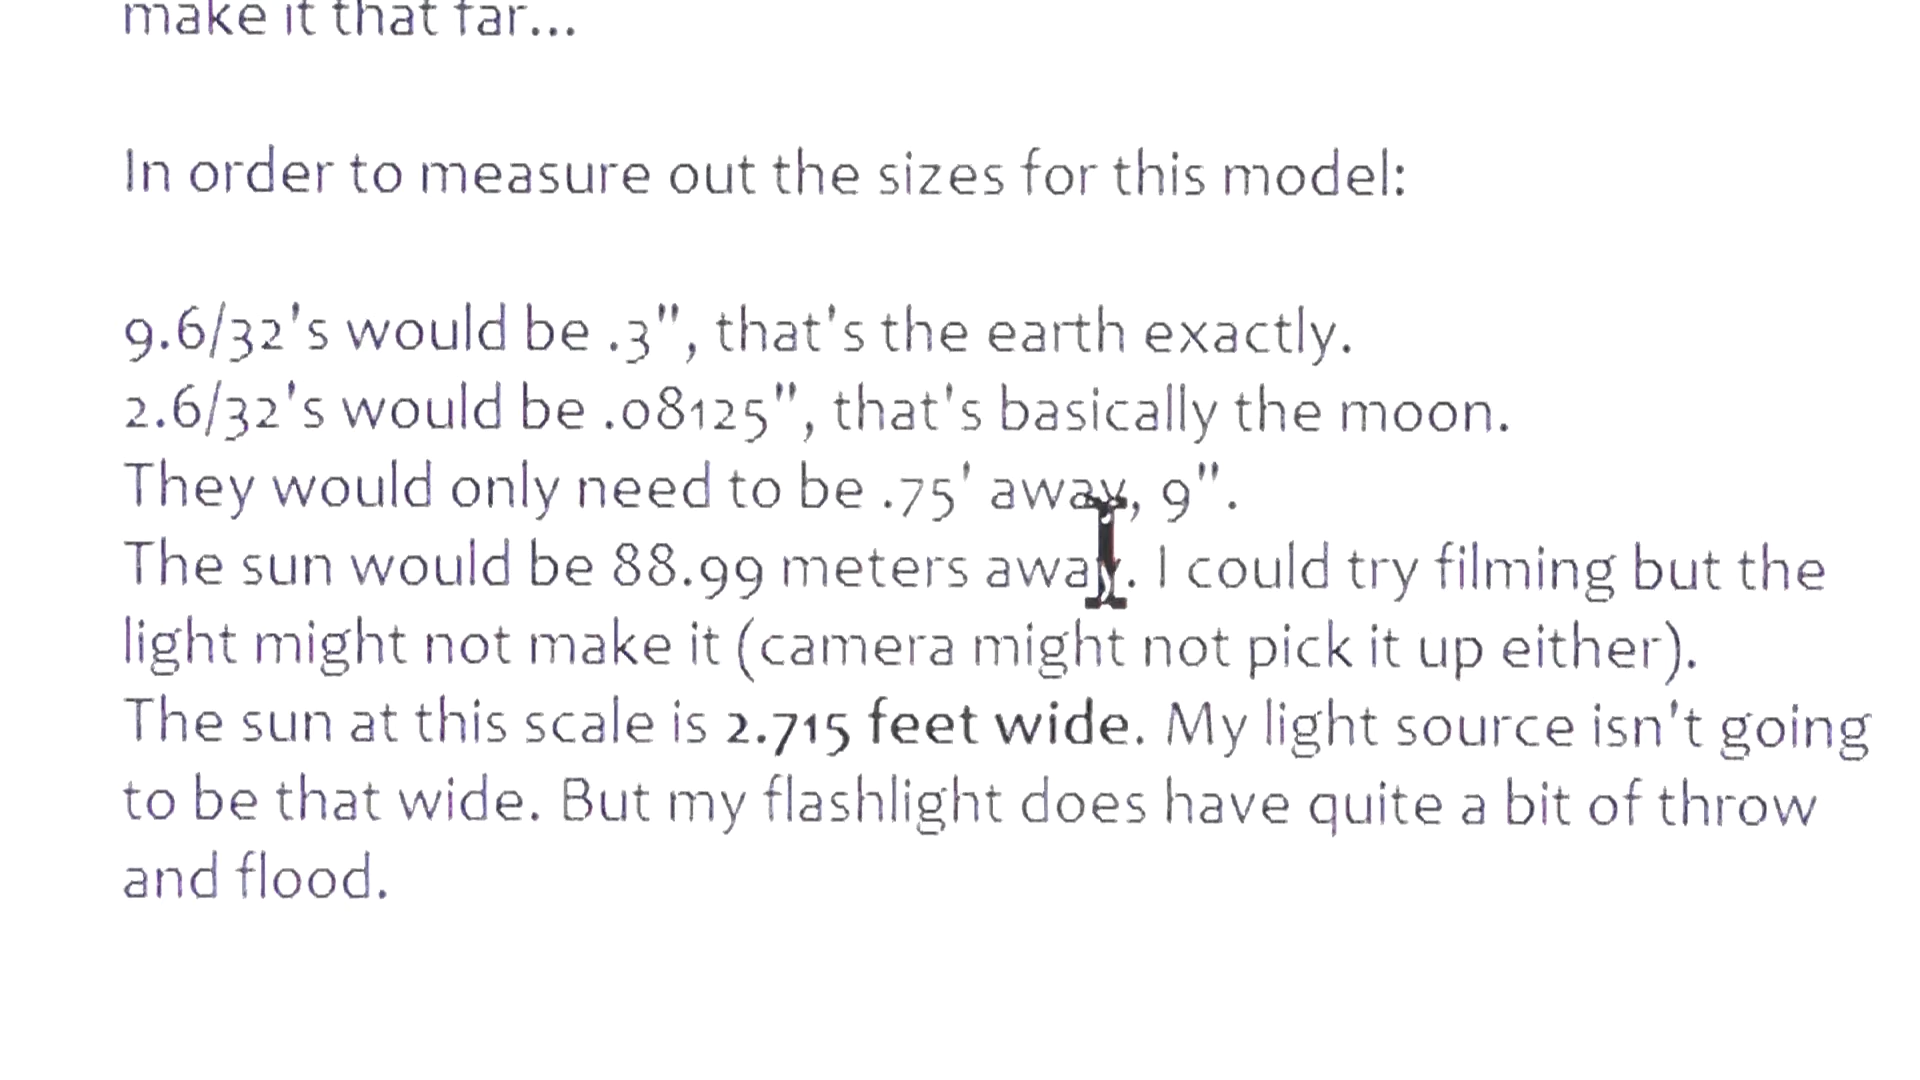 make it that far...
In order to measure out the sizes for this model:
9.6/32's would be .3", that's the earth exactly.
2.6/32's would be .08125", that's basically the moon.
They would only need to be .75' away, 9".
The sun would be 88.99 meters away. I could try filming but the
light might not make it (camera might not pick it up either).
The sun at this scale is 2.715 feet wide. My light source isn't going
to be that wide. But my flashlight does have quite a bit of throw
and flood.